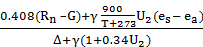 0.408(Rn -G)+γ 900/T+273 U2(es – ea)
Δ+γ(1+0.34U2)